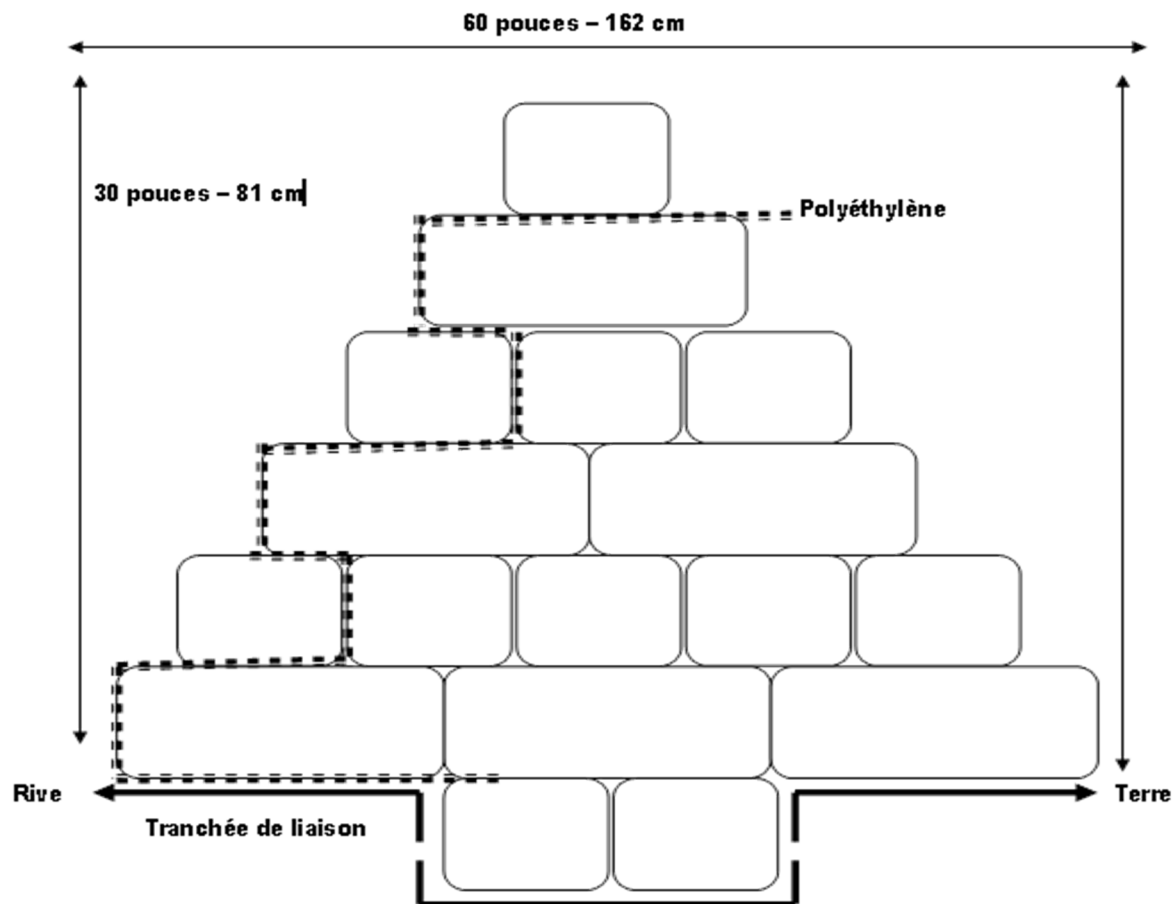 60 pouces – 162 cm
30 pouces – 81 cm
Polyéthylène
Rive
Terre
Tranchée de liaison